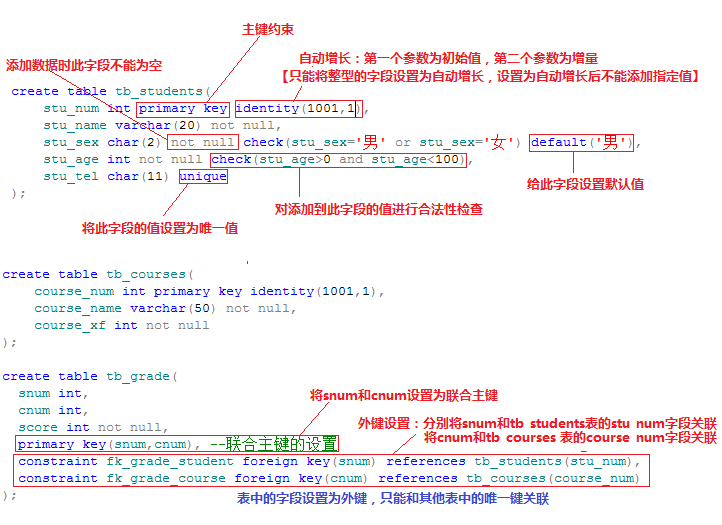 主键约束
自动增长：第一个参数为初始值，第二个参数为增量
添加数据时此字段不能为空
【只能将整型的字段设置为自动增长，设置为自动增长后不能添加指定值】
create table tb_students(
stu_num int primary key identity(1001,1),
stu_name varchar(20) not null,
stu_sex char(2) not null check(stu_sex='男' or stu_sex='女') default('男'),
stu_age int not null check(stu_age>0 and stu_age<100),
stu_tel char(11) unique
);
给此字段设置默认值
对添加到此字段的值进行合法性检查
将此字段的值设置为唯一值
create table tb_courses(
course_num int primary key identity(1001,1),
course_name varchar(50) not null,
course_xf int not null
);
create table tb_grade(
snum int,
将snum和cnum设置为联合主键
cnum int,
score int not null,
外键设置：分别将snum和tb students表的stu num字段关联
primary key(snum,cnum), --联合主键的设置
将cnum和tb courses 表的course num字段关联
constraint fk_grade_student foreign key(snum) references tb_students(stu_num),
constraint fk_grade_course foreign key(cnum) references tb_courses(course_num)
);
表中的字段设置为外键，只能和其他表中的唯一键关联